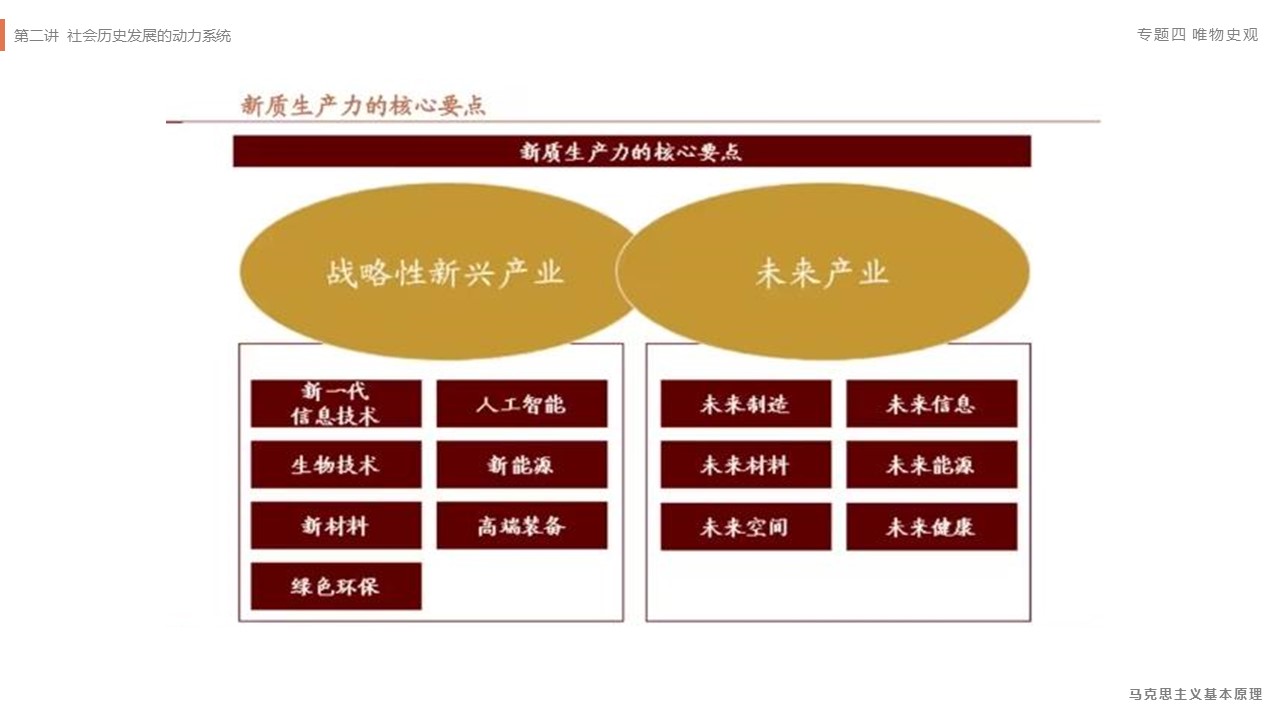 第二讲 社会历史发展的动力系统
专题四 唯物史观
新质生产力的核心要点
新质生产力的核心要点
战略性新兴产业
未来产业
新一代
信息技术
人工智能
生物技术
新能源
新材料
高端装备
绿色环保
未来制造
未来信息
未来材料
未来能源
未来空间
未来健康
马克思主义基本原理